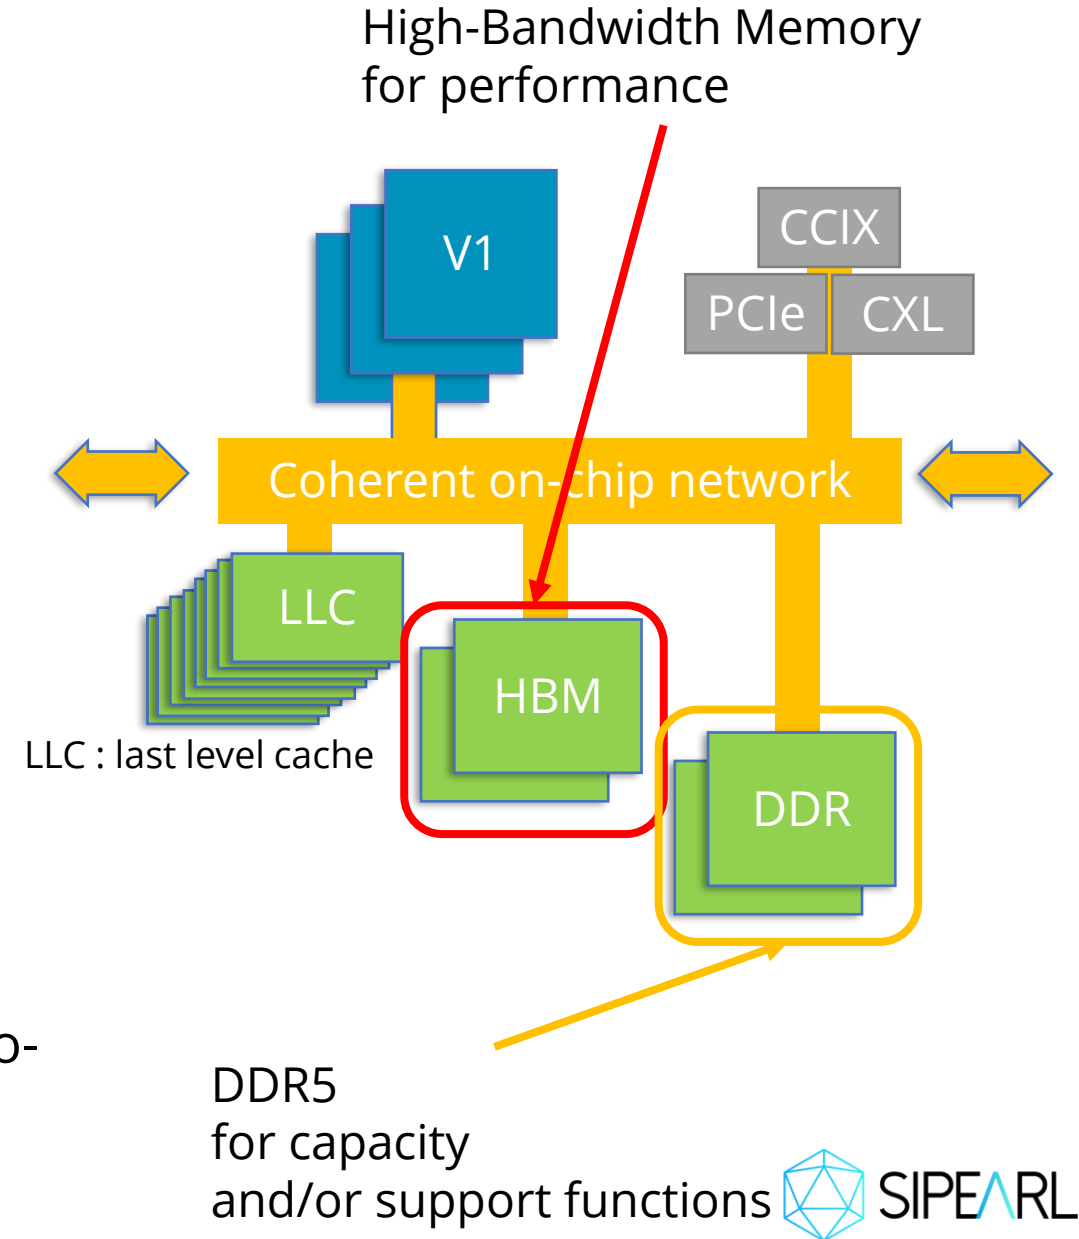 High-Bandwidth Memory
for performance
V1
CCIX
PCIe
CXL
Coherent on-chip network
LLC
HBM
LLC : last level cache
DDR
o-
DDR5
for capacity
and/or support functions
SIPEARL